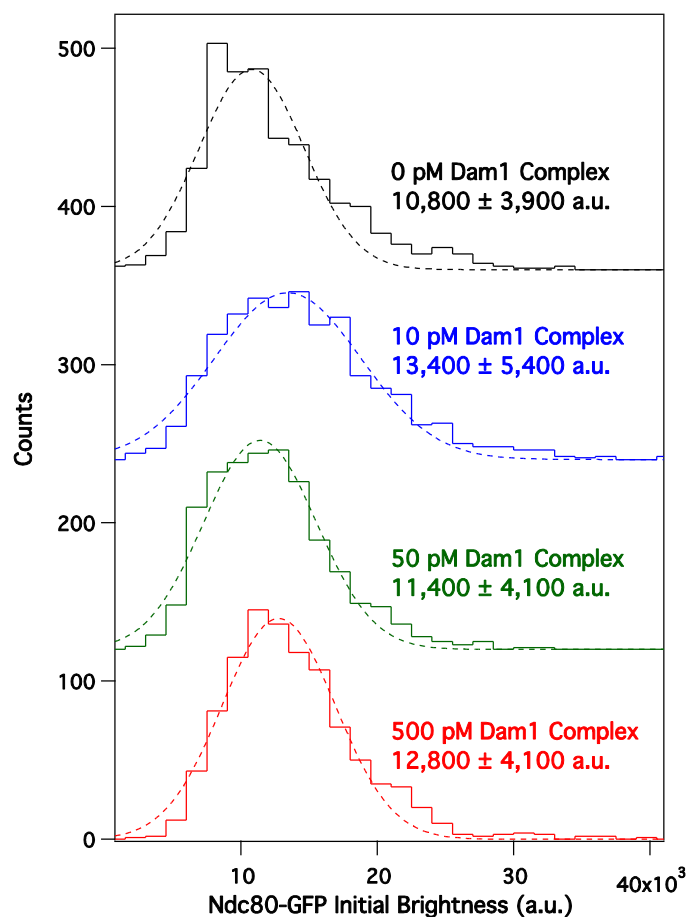 500
400
300
200
100
0
Counts
0 pM Dam1 Complex
10,800 ± 3,900 a.u.
10 pM Dam1 Complex
13,400 ± 5,400 a.u.
50 pM Dam1 Complex
11,400 ± 4,100 a.u.
500 pM Dam1 Complex
12,800 ± 4,100 a.u.
10 20 30 40x10³
Ndc80-GFP Initial Brightness (a.u.)